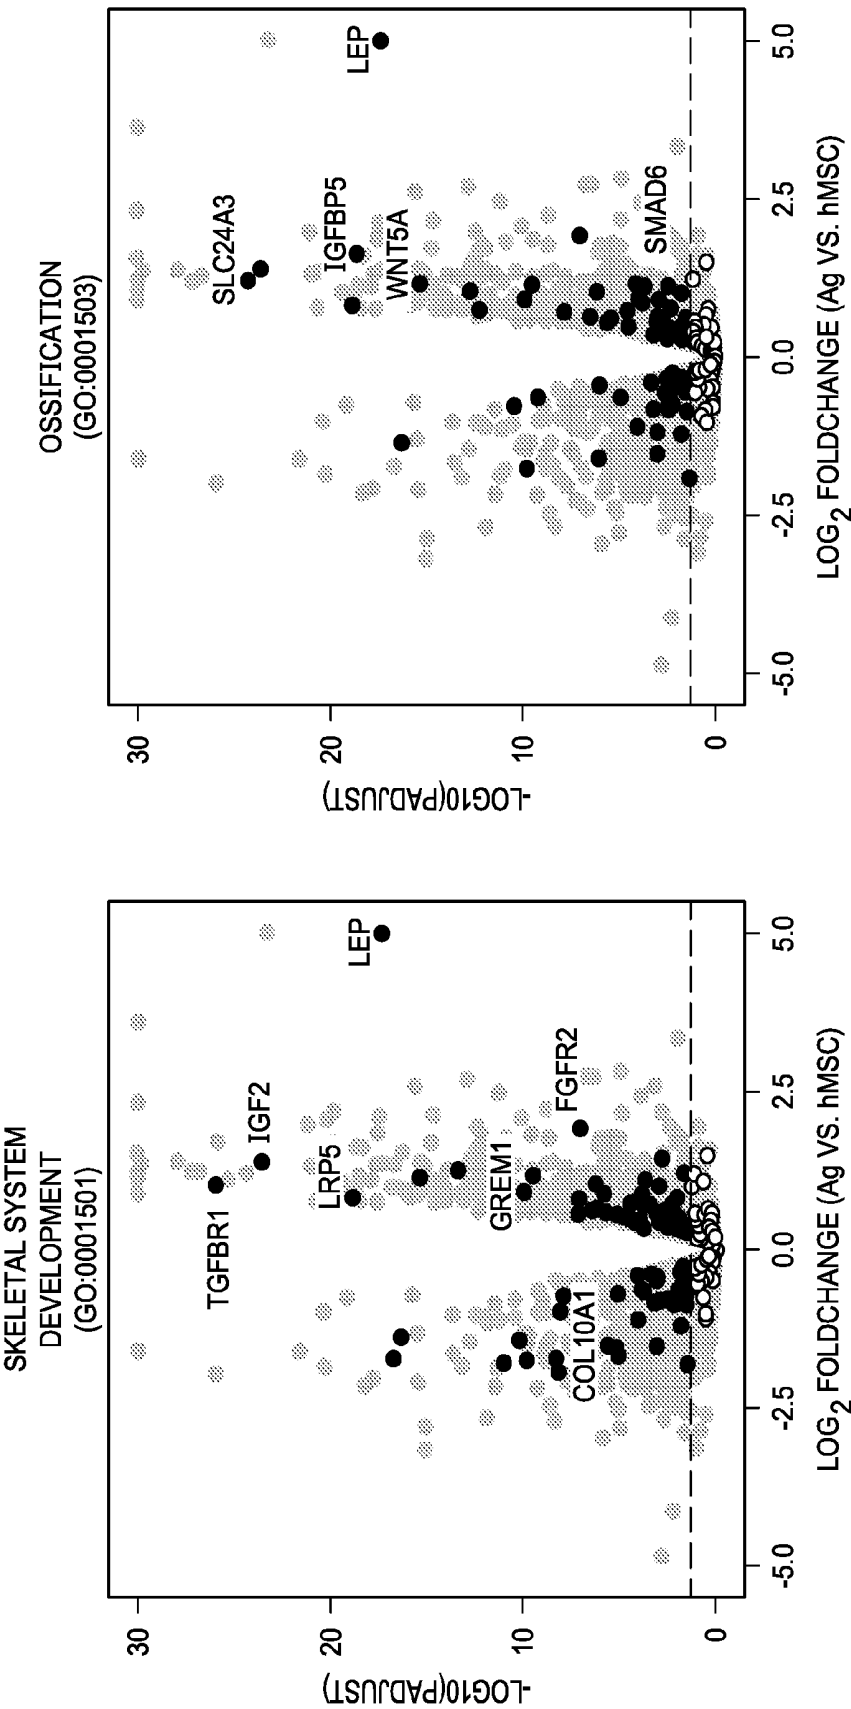 SKELETAL SYSTEM
DEVELOPMENT
(GO:0001501)
-LOG10(PADJUST)
30
20
10
0
TGFBR1
IGF2
LRP5
LEP
GREM1
FGFR2
COL10A1
-5.0
-2.5
0.0
2.5
5.0
LOG2 FOLDCHANGE (Ag VS. hMSC)
OSSIFICATION
(GO:0001503)
-LOG10(PADJUST)
30
20
10
0
SLC24A3
IGFBP5
LEP
WNT5A
SMAD6
-5.0
-2.5
0.0
2.5
5.0
LOG2 FOLDCHANGE (Ag VS. hMSC)